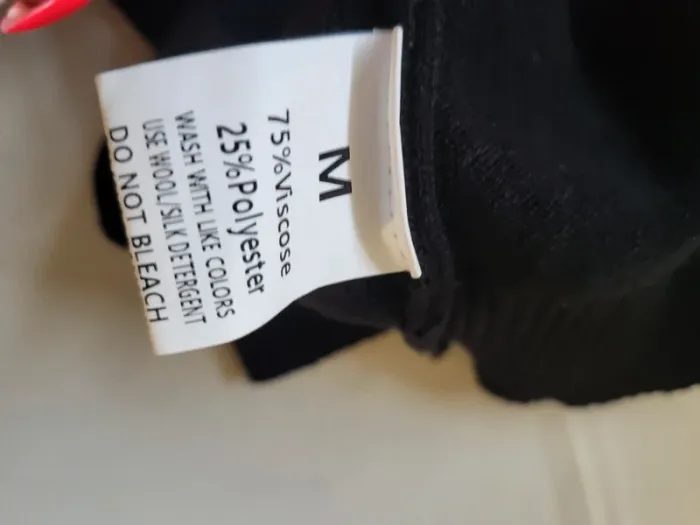 M
75%Viscose
25%Polyester
WASH WITH LIKE COLORS
USE WOOL/SILK DETERGENT
DO NOT BLEACH